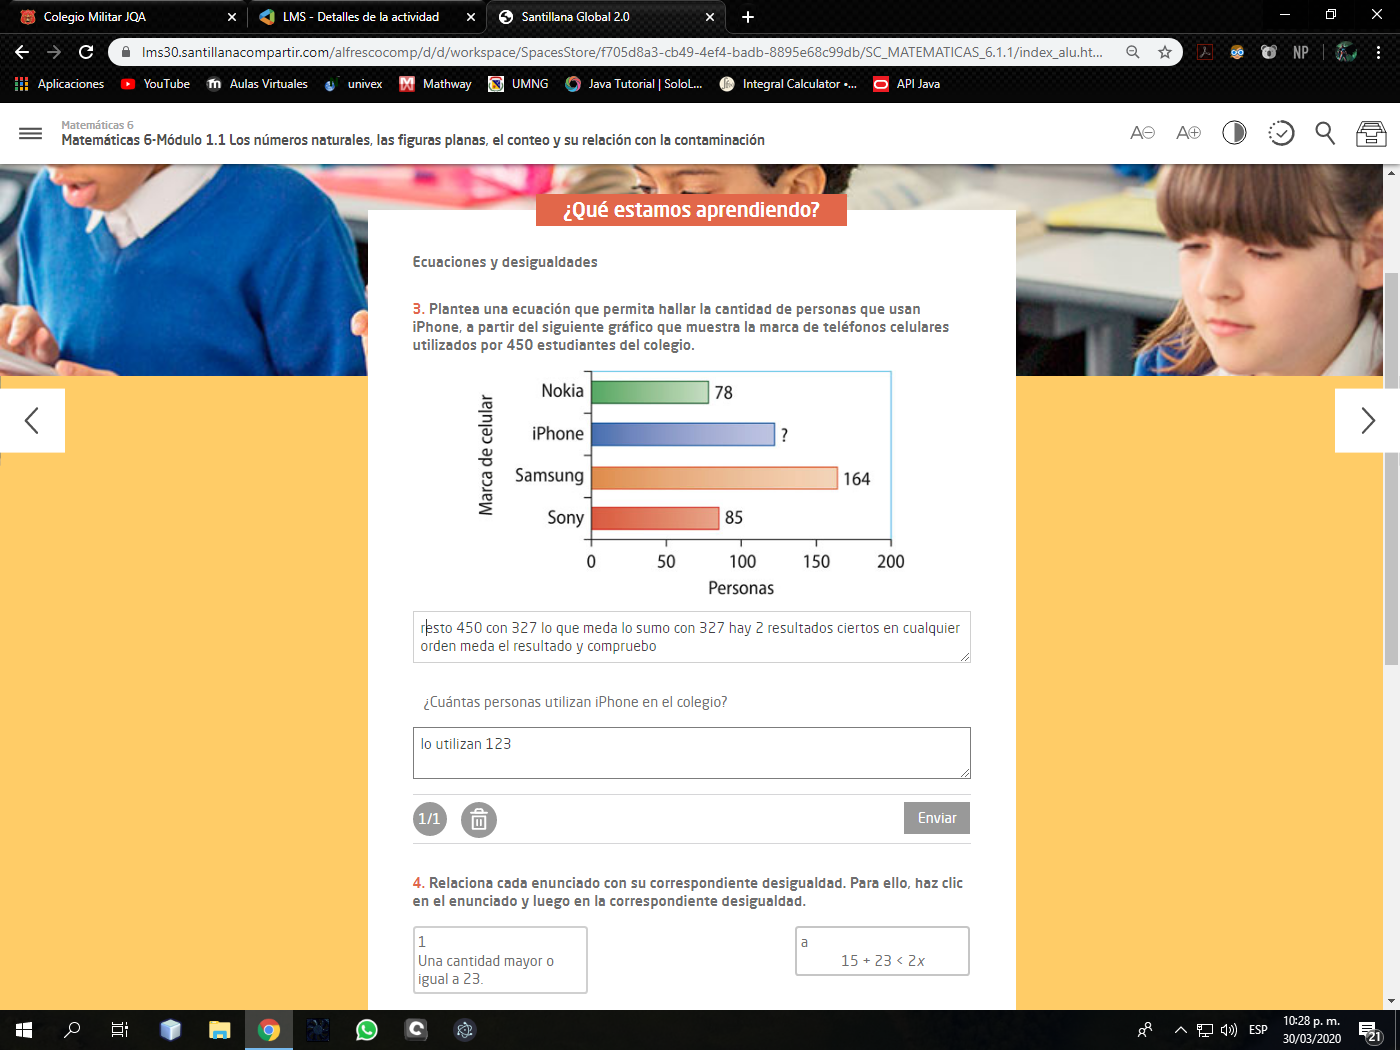 Colegio Militar JQA
LMS - Detalles de la actividad
Santillana Global 2.0
lms30.santillanacompartir.com/alfrescocomp/d/d/workspace/SpacesStore/f705d8a3-cb49-4ef4-badb-8895e68c99db/SC_MATEMATICAS_6.1.1/index_alu.ht...
NP
Aplicaciones
YouTube
Aulas Virtuales
univex
Mathway
UMNG
Java Tutorial | SoloL...
Integral Calculator •...
API Java
Matemáticas 6
Matemáticas 6-Módulo 1.1 Los números naturales, las figuras planas, el conteo y su relación con la contaminación
A
A
¿Qué estamos aprendiendo?
Ecuaciones y desigualdades
3. Plantea una ecuación que permita hallar la cantidad de personas que usan
iPhone, a partir del siguiente gráfico que muestra la marca de teléfonos celulares
utilizados por 450 estudiantes del colegio.
Marca de celular
Nokia
78
iPhone
?
Samsung
164
Sony
85
0
50
100
150
200
Personas
resto 450 con 327 lo que meda lo sumo con 327 hay 2 resultados ciertos en cualquier
orden meda el resultado y compruebo
¿Cuántas personas utilizan iPhone en el colegio?
lo utilizan 123
1/1
Enviar
4. Relaciona cada enunciado con su correspondiente desigualdad. Para ello, haz clic
en el enunciado y luego en la correspondiente desigualdad.
1
Una cantidad mayor o
igual a 23.
a
15 + 23 < 2x
ESP
10:28 p. m.
30/03/2020
21